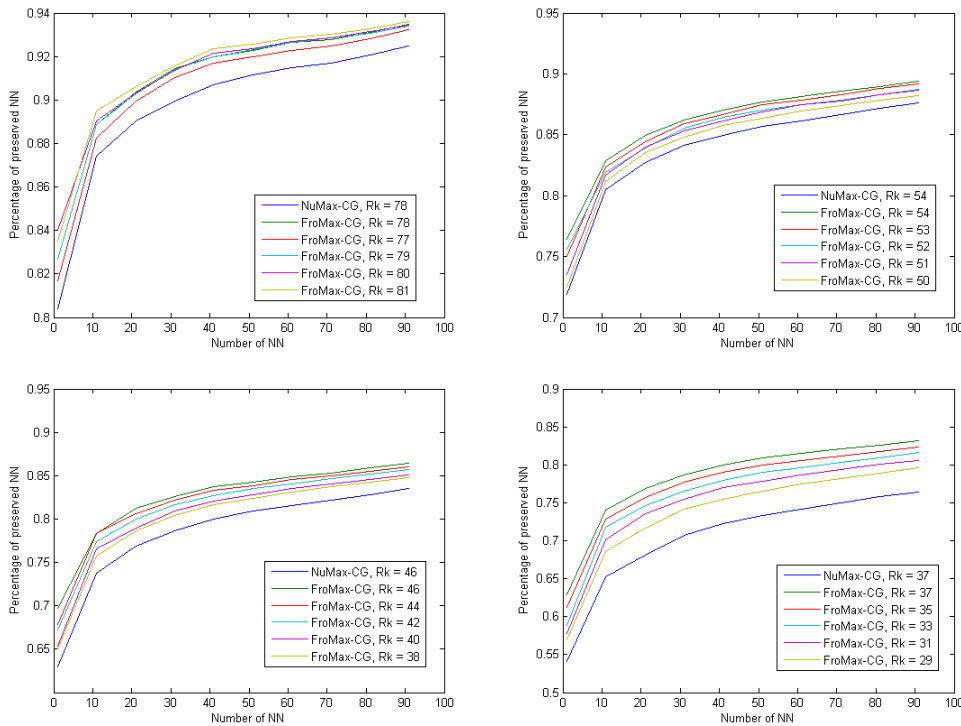 0.94
0.92
0.9
0.88
0.86
0.84
0.82
0.8
Percentage of preserved NN
NuMax-CG, Rk = 78
FroMax-CG, Rk = 78
FroMax-CG, Rk = 77
FroMax-CG, Rk = 79
FroMax-CG, Rk = 80
FroMax-CG, Rk = 81
0 10 20 30 40 50 60 70 80 90 100
Number of NN
0.95
0.9
0.85
0.8
0.75
0.7
Percentage of preserved NN
NuMax-CG, Rk = 54
FroMax-CG, Rk = 54
FroMax-CG, Rk = 53
FroMax-CG, Rk = 52
FroMax-CG, Rk = 51
FroMax-CG, Rk = 50
0 10 20 30 40 50 60 70 80 90 100
Number of NN
0.95
0.9
0.85
0.8
0.75
0.7
0.65
Percentage of preserved NN
NuMax-CG, Rk = 46
FroMax-CG, Rk = 46
FroMax-CG, Rk = 44
FroMax-CG, Rk = 42
FroMax-CG, Rk = 40
FroMax-CG, Rk = 38
0 10 20 30 40 50 60 70 80 90 100
Number of NN
0.9
0.85
0.8
0.75
0.7
0.65
0.6
0.55
0.5
Percentage of preserved NN
NuMax-CG, Rk = 37
FroMax-CG, Rk = 37
FroMax-CG, Rk = 35
FroMax-CG, Rk = 33
FroMax-CG, Rk = 31
FroMax-CG, Rk = 29
0 10 20 30 40 50 60 70 80 90 100
Number of NN